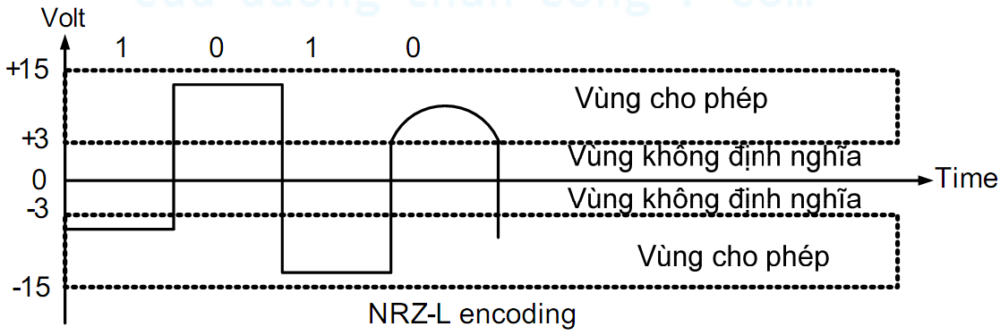 Volt
1 0 1 0
+15
Vùng cho phép
+3
Vùng không định nghĩa
0
Time
Vùng không định nghĩa
-3
Vùng cho phép
-15
NRZ-L encoding